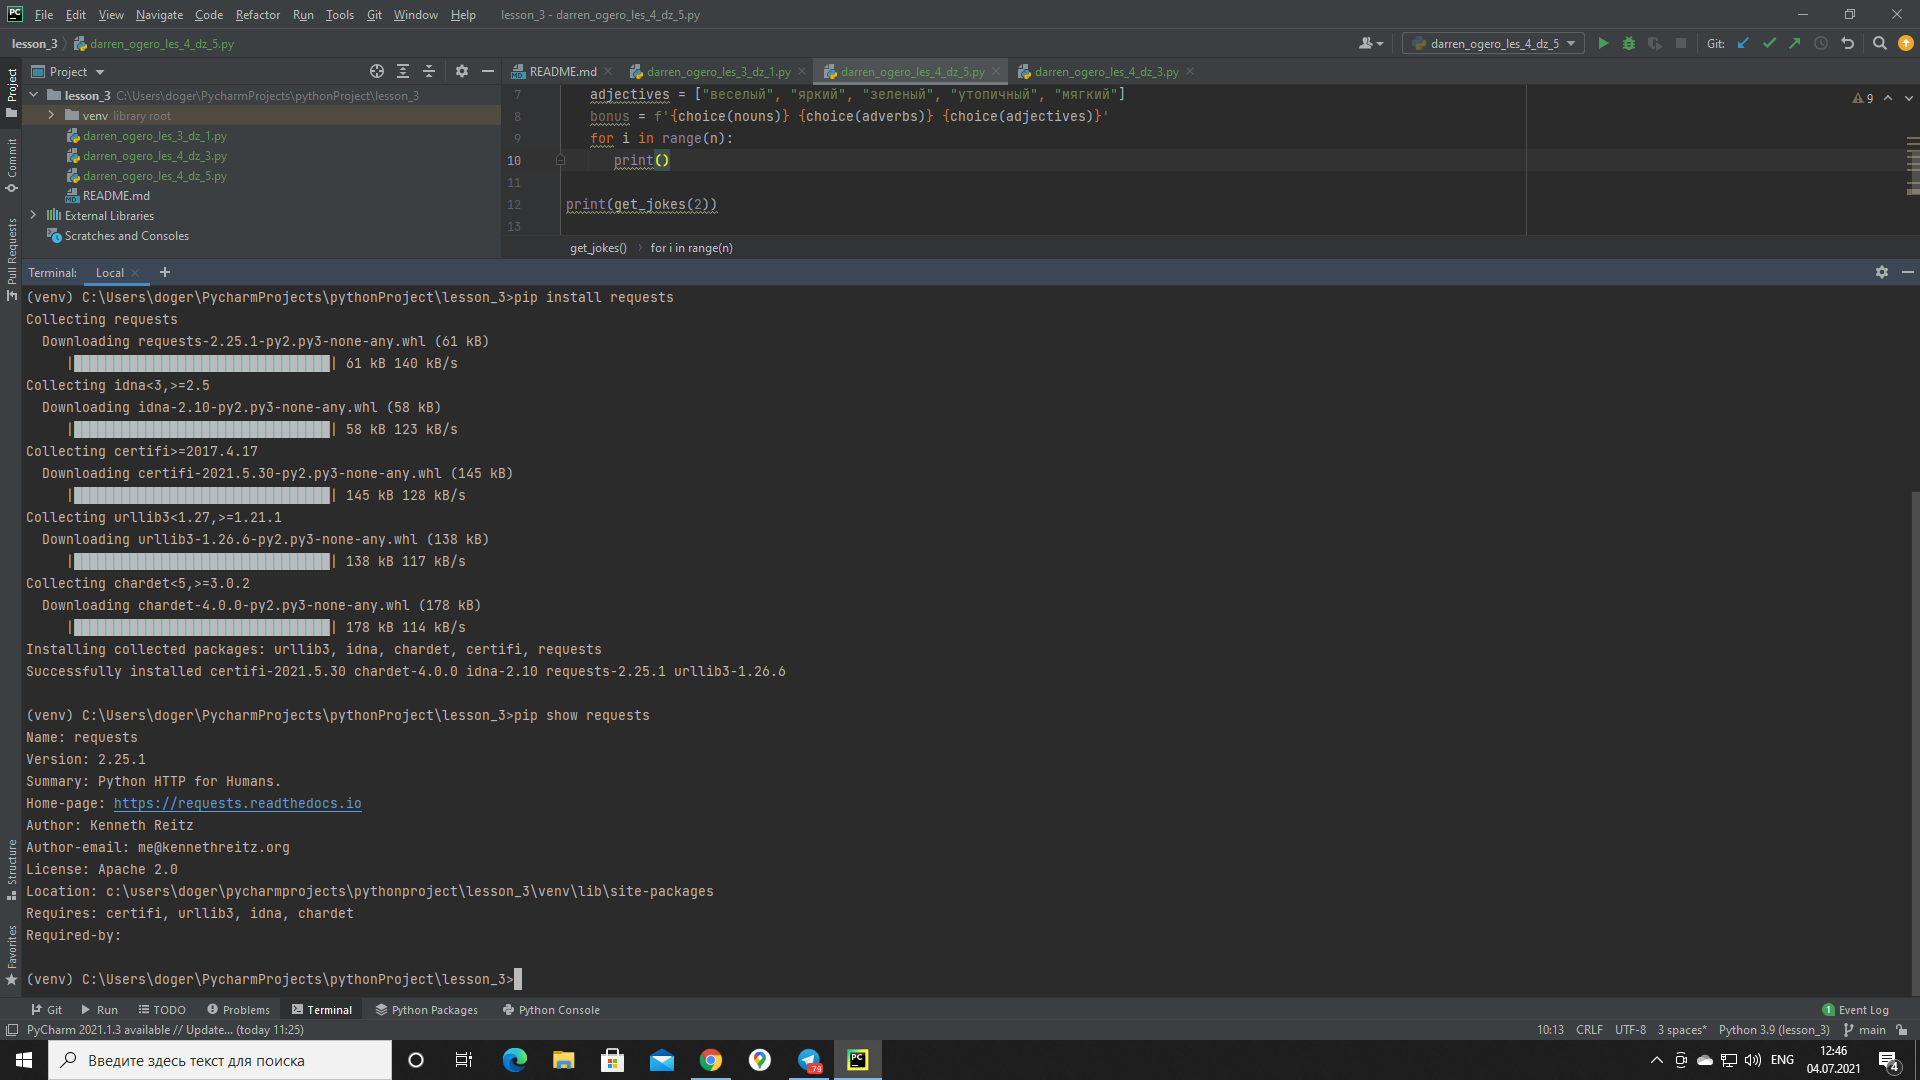 PC File Edit View Navigate Code Refactor Run Tools Git Window Help lesson_3 - darren_ogero_les_4_dz_5.py
lesson_3 darren_ogero_les_4_dz_5.py
darren_ogero_les_4_dz_5 Git:
Project
README.md darren_ogero_les_3_dz_1.py darren_ogero_les_4_dz_5.py darren_ogero_les_4_dz_3.py
Project
Commit
Pull Requests
Structure
Favorites
lesson_3 C:\Users\doger\PycharmProjects\pythonProject\lesson_3
venv library root
darren_ogero_les_3_dz_1.py
darren_ogero_les_4_dz_3.py
darren_ogero_les_4_dz_5.py
README.md
External Libraries
Scratches and Consoles
7 adjectives = ["веселый", "яркий", "зеленый", "утопичный", "мягкий"]
9
8 bonus = f'{choice(nouns)} {choice(adverbs)} {choice(adjectives)}'
9 for i in range(n):
10 print()
11
12 print(get_jokes(2))
13
get_jokes() for i in range(n)
Terminal: Local
(venv) C:\Users\doger\PycharmProjects\pythonProject\lesson_3>pip install requests
Collecting requests
Downloading requests-2.25.1-py2.py3-none-any.whl (61 kB)
|████████████████████████████████| 61 kB 140 kB/s
Collecting idna<3,>=2.5
Downloading idna-2.10-py2.py3-none-any.whl (58 kB)
|████████████████████████████████| 58 kB 123 kB/s
Collecting certifi>=2017.4.17
Downloading certifi-2021.5.30-py2.py3-none-any.whl (145 kB)
|████████████████████████████████| 145 kB 128 kB/s
Collecting urllib3<1.27,>=1.21.1
Downloading urllib3-1.26.6-py2.py3-none-any.whl (138 kB)
|████████████████████████████████| 138 kB 117 kB/s
Collecting chardet<5,>=3.0.2
Downloading chardet-4.0.0-py2.py3-none-any.whl (178 kB)
|████████████████████████████████| 178 kB 114 kB/s
Installing collected packages: urllib3, idna, chardet, certifi, requests
Successfully installed certifi-2021.5.30 chardet-4.0.0 idna-2.10 requests-2.25.1 urllib3-1.26.6
(venv) C:\Users\doger\PycharmProjects\pythonProject\lesson_3>pip show requests
Name: requests
Version: 2.25.1
Summary: Python HTTP for Humans.
Home-page: https://requests.readthedocs.io
Author: Kenneth Reitz
Author-email: me@kennethreitz.org
License: Apache 2.0
Location: c:\users\doger\pycharmprojects\pythonproject\lesson_3\venv\lib\site-packages
Requires: certifi, urllib3, idna, chardet
Required-by:
(venv) C:\Users\doger\PycharmProjects\pythonProject\lesson_3>
Git Run TODO Problems Terminal Python Packages Python Console 1 Event Log
PyCharm 2021.1.3 available // Update... (today 11:25) 10:13 CRLF UTF-8 3 spaces* Python 3.9 (lesson_3) main
Введите здесь текст для поиска .79 PC ENG 12:46
04.07.2021 4